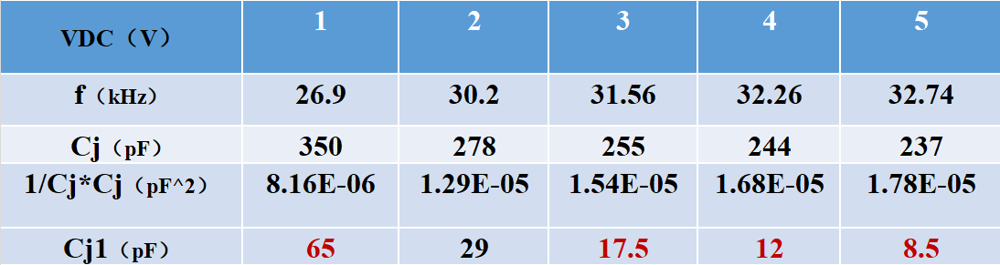 VDC（V） 1 2 3 4 5
f（kHz） 26.9 30.2 31.56 32.26 32.74
Cj（pF） 350 278 255 244 237
1/Cj*Cj（pF^2） 8.16E-06 1.29E-05 1.54E-05 1.68E-05 1.78E-05
Cj1（pF） 65 29 17.5 12 8.5